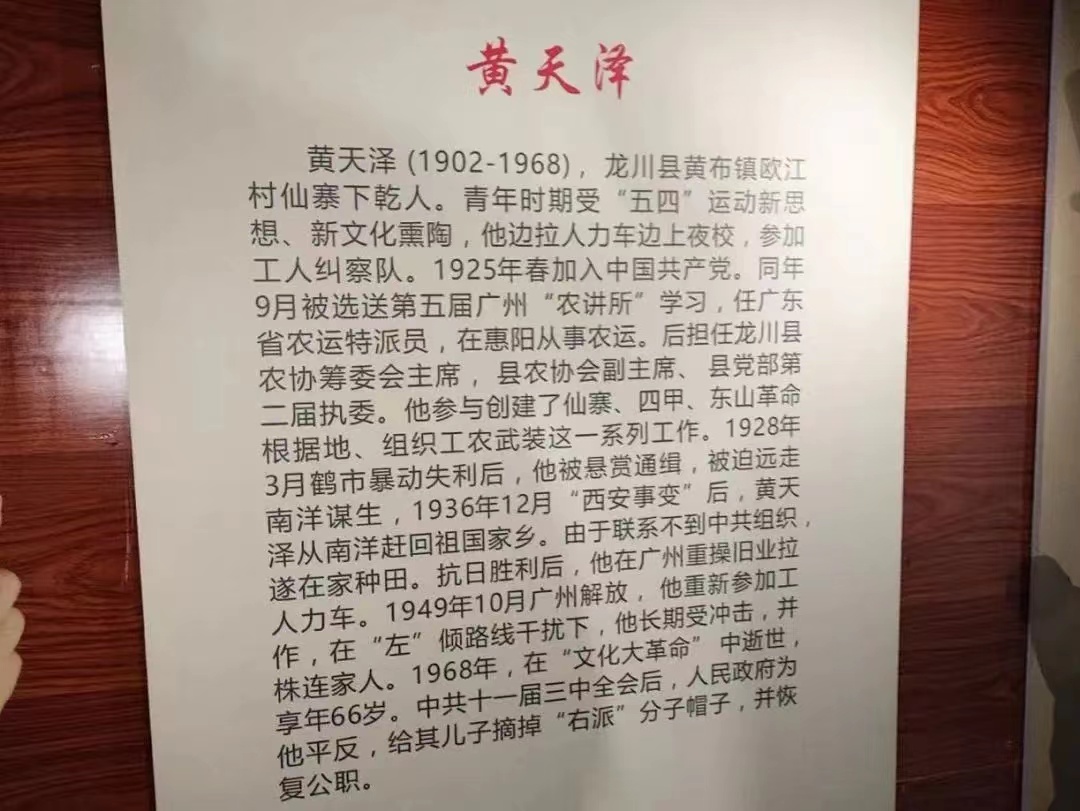 黄天泽
黄天泽 (1902-1968)，龙川县黄布镇欧江
村仙寨下乾人。青年时期受“五四”运动新思
想、新文化熏陶，他边拉人力车边上夜校，参加
工人纠察队。1925年春加入中国共产党。同年
9月被选送第五届广州“农讲所”学习，任广东
省农运特派员，在惠阳从事农运。后担任龙川县
农协筹委会主席，县农协会副主席、县党部第
二届执委。他参与创建了仙寨、四甲、东山革命
根据地、组织工农武装这一系列工作。1928年
3月鹤市暴动失利后，他被悬赏通缉，被迫远走
南洋谋生，1936年12月“西安事变”后，黄天
泽从南洋赶回祖国家乡。由于联系不到中共组织，
遂在家种田。抗日胜利后，他在广州重操旧业拉
人力车。1949年10月广州解放，他重新参加工
作，在“左”倾路线干扰下，他长期受冲击，并
株连家人。1968年，在“文化大革命”中逝世，
享年66岁。中共十一届三中全会后，人民政府为
他平反，给其儿子摘掉“右派”分子帽子，并恢
复公职。